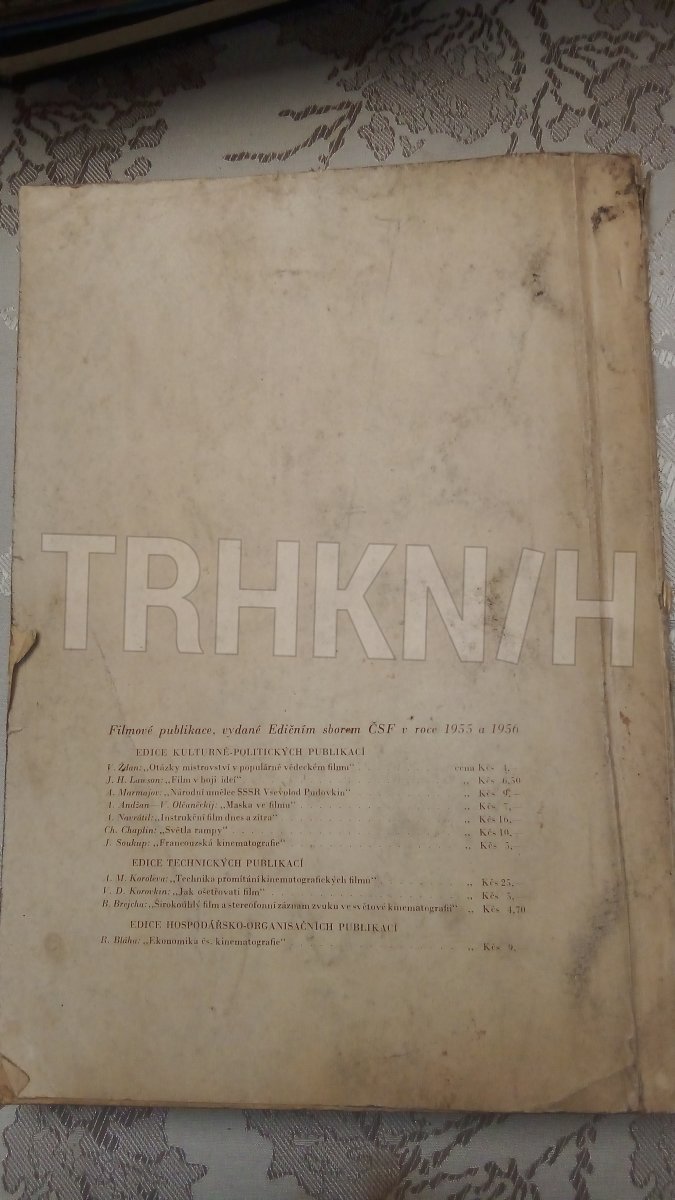 TRHKNIH
Filmové publikace, vydané Edičním sborem ČSF v roce 1955 a 1956
EDICE KULTURNĚ-POLITICKÝCH PUBLIKACÍ
V. Ždan: „Otázky mistrovství v populárně vědeckém filmu“ cena Kčs 4,—
J. H. Lawson: „Film v boji idejí“ „ Kčs 6,50
A. Marmajov: „Národní umělec SSSR Vsevolod Pudovkin“ „ Kčs 9,—
A. Andžan—V. Olčaněckij: „Maska ve filmu“ „ Kčs 7,—
A. Navrátil: „Instrukční film dnes a zítra“ „ Kčs 16,—
Ch. Chaplin: „Světla rampy“ „ Kčs 10,—
J. Soukup: „Francouzská kinematografie“ „ Kčs 5,—
EDICE TECHNICKÝCH PUBLIKACÍ
A. M. Koroleva: „Technika promítání kinematografických filmů“ „ Kčs 25,—
V. D. Korovkin: „Jak ošetřovati film“ „ Kčs 5,—
B. Brejcha: „Širokoúhlý film a stereofonní záznam zvuku ve světové kinematografii“ „ Kčs 4,70
EDICE HOSPODÁŘSKO-ORGANISAČNÍCH PUBLIKACÍ
R. Bláha: „Ekonomika čs. kinematografie“ „ Kčs 9,—